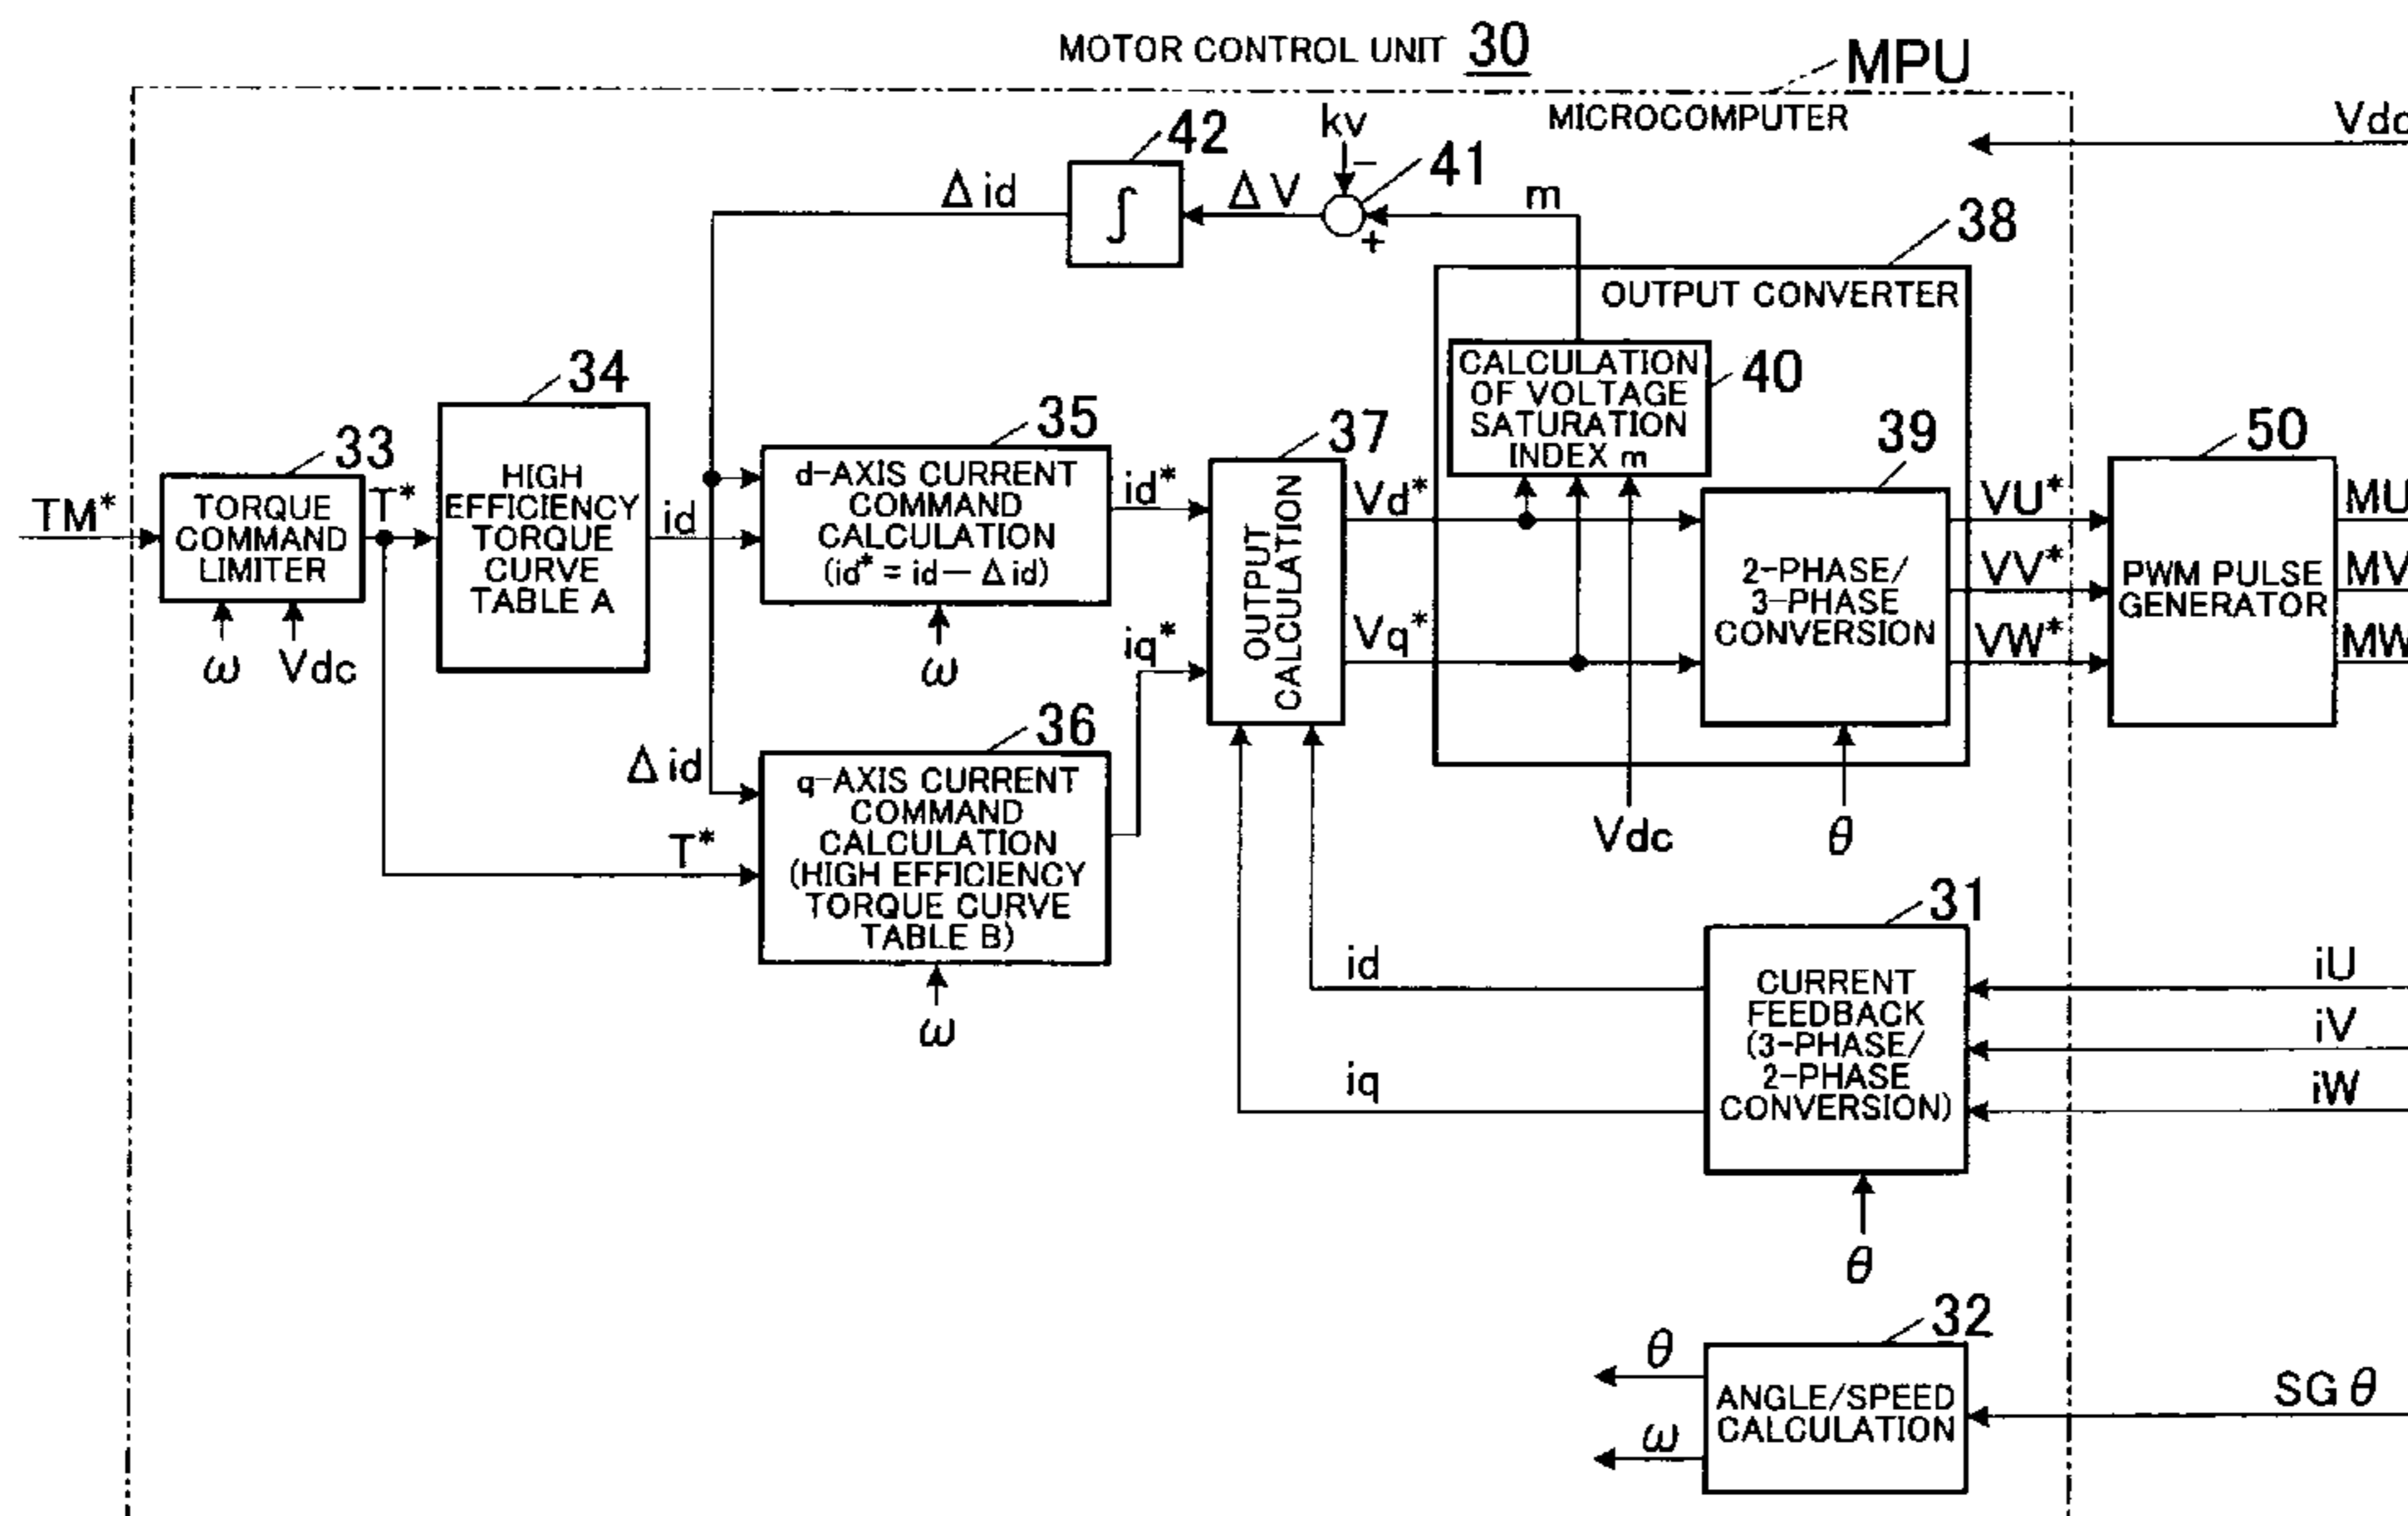 MOTOR CONTROL UNIT 30
MPU
MICROCOMPUTER
Vdc
42
kv
−
41
Δid
∫
ΔV
m
+
38
OUTPUT CONVERTER
34
CALCULATION
OF VOLTAGE
SATURATION
INDEX m
40
33
35
37
39
50
TM*
TORQUE
COMMAND
LIMITER
T*
HIGH
EFFICIENCY
TORQUE
CURVE
TABLE A
id
d-AXIS CURRENT
COMMAND
CALCULATION
(id* = id − Δid)
id*
OUTPUT
CALCULATION
Vd*
Vq*
2-PHASE/
3-PHASE
CONVERSION
VU*
VV*
VW*
PWM PULSE
GENERATOR
MU
MV
MW
ω
Vdc
ω
iq*
36
Δid
T*
q-AXIS CURRENT
COMMAND
CALCULATION
(HIGH EFFICIENCY
TORQUE CURVE
TABLE B)
ω
Vdc
θ
31
id
iq
CURRENT
FEEDBACK
(3-PHASE/
2-PHASE
CONVERSION)
iU
iV
iW
θ
32
θ
ω
ANGLE/SPEED
CALCULATION
SGθ